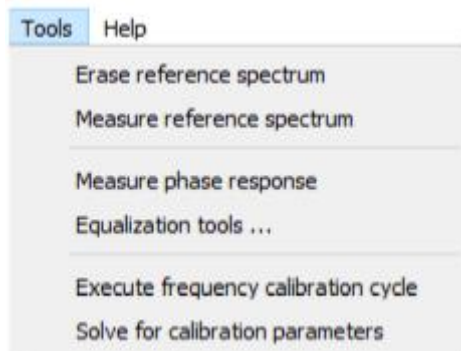 Tools Help
Erase reference spectrum
Measure reference spectrum
Measure phase response
Equalization tools ...
Execute frequency calibration cycle
Solve for calibration parameters